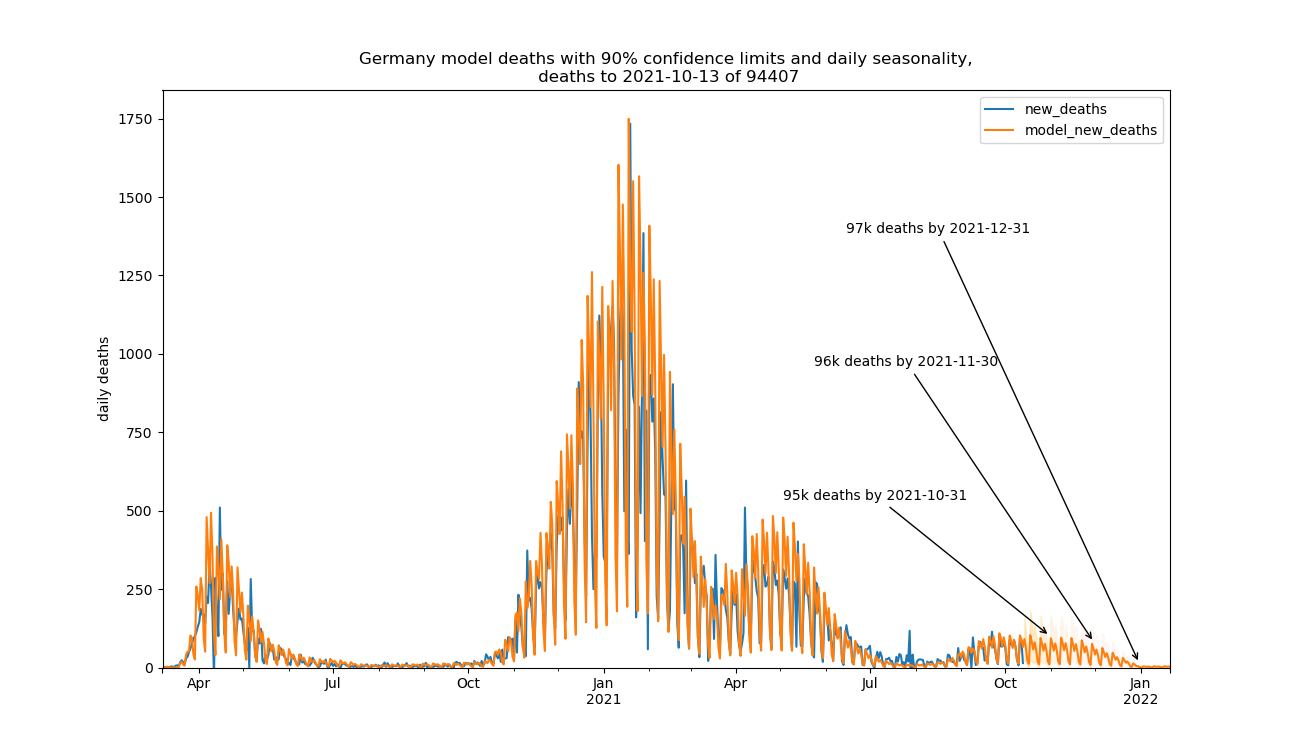 Germany model deaths with 90% confidence limits and daily seasonality,
deaths to 2021-10-13 of 94407
new_deaths
model_new_deaths
1750
1500
1250
1000
750
500
250
0
daily deaths
97k deaths by 2021-12-31
96k deaths by 2021-11-30
95k deaths by 2021-10-31
Apr Jul Oct Jan Apr Jul Oct Jan
2021 2022